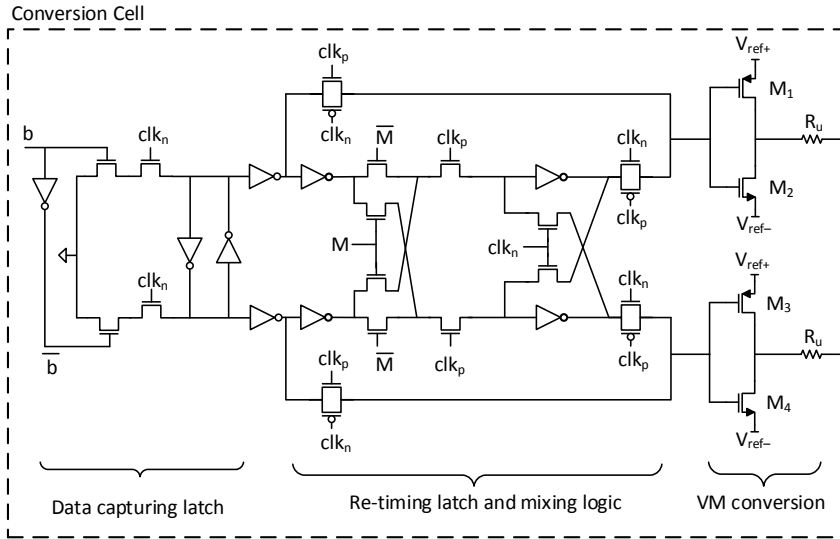 Conversion Cell
clkₚ
clkₙ
V_ref+
M₁
R_u
M₂
V_ref–
b
clkₙ
M̅
clkₚ
clkₙ
clkₚ
M
clkₙ
V_ref+
M₃
R_u
M₄
V_ref–
clkₙ
b̅
M̅
clkₚ
clkₙ
clkₚ
clkₚ
clkₙ
Data capturing latch
Re-timing latch and mixing logic
VM conversion